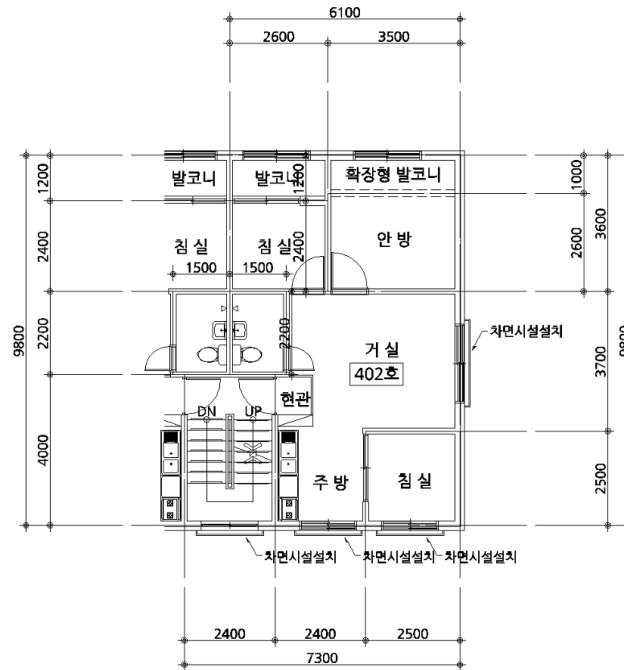 6100
2600 3500
발코니 발코니 확장형 발코니
1200 1200 1000
침 실 침 실 안 방
2400 2400 2600 3600
1500 1500
2200 2200
거 실
402호
차면시설설치
9800 3700 9800
현관
DN UP
4000
주 방 침 실
2500
차면시설설치 차면시설설치 차면시설설치
2400 2400 2500
7300